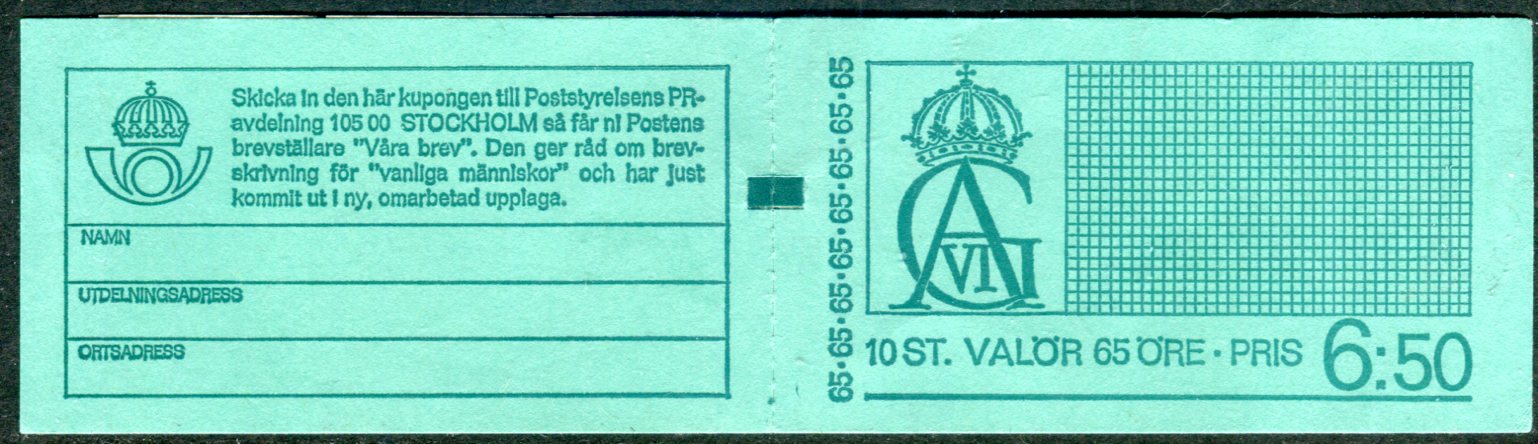 Skicka in den här kupongen till Poststyrelsens PR-
avdelning 105 00 STOCKHOLM så får ni Postens
brevställare "Våra brev". Den ger råd om brev-
skrivning för "vanliga människor" och har just
kommit ut i ny, omarbetad upplaga.
NAMN
UTDELNINGSADRESS
ORTSADRESS
65·65·65·65·65·65·65·65
GA VI
10 ST. VALÖR 65 ÖRE · PRIS 6:50